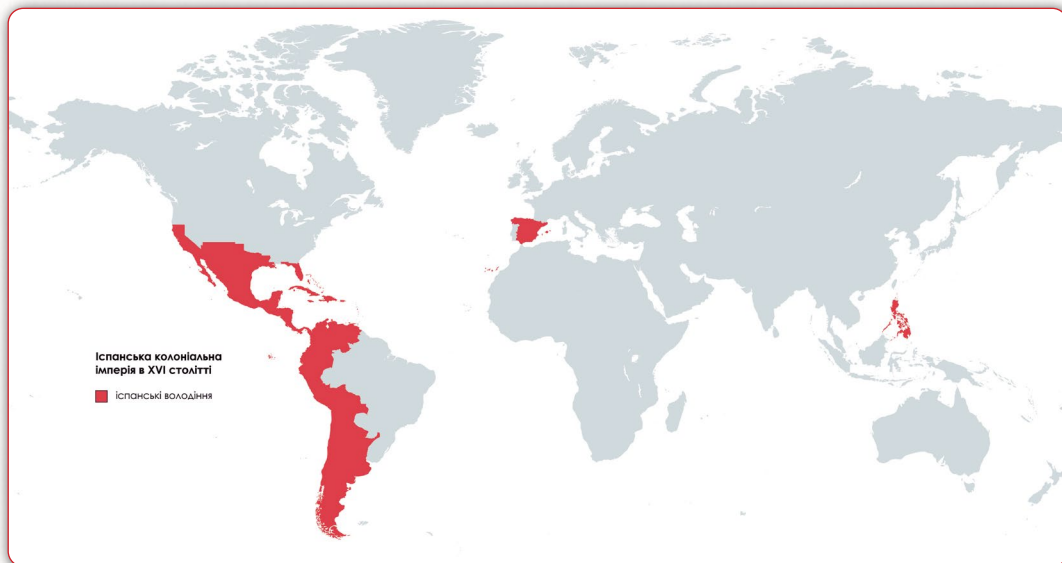 Іспанська колоніальна
імперія в XVI столітті
іспанські володіння